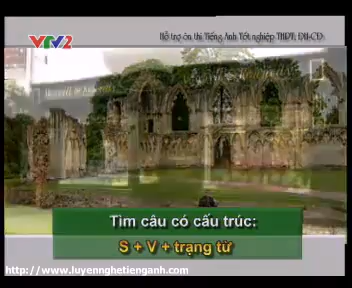 VTV2
Hỗ trợ ôn thi Tiếng Anh Tốt nghiệp THPT, ĐH-CĐ
Tìm câu có cấu trúc:
S + V + trạng từ
http://www.luyennghetienganh.com